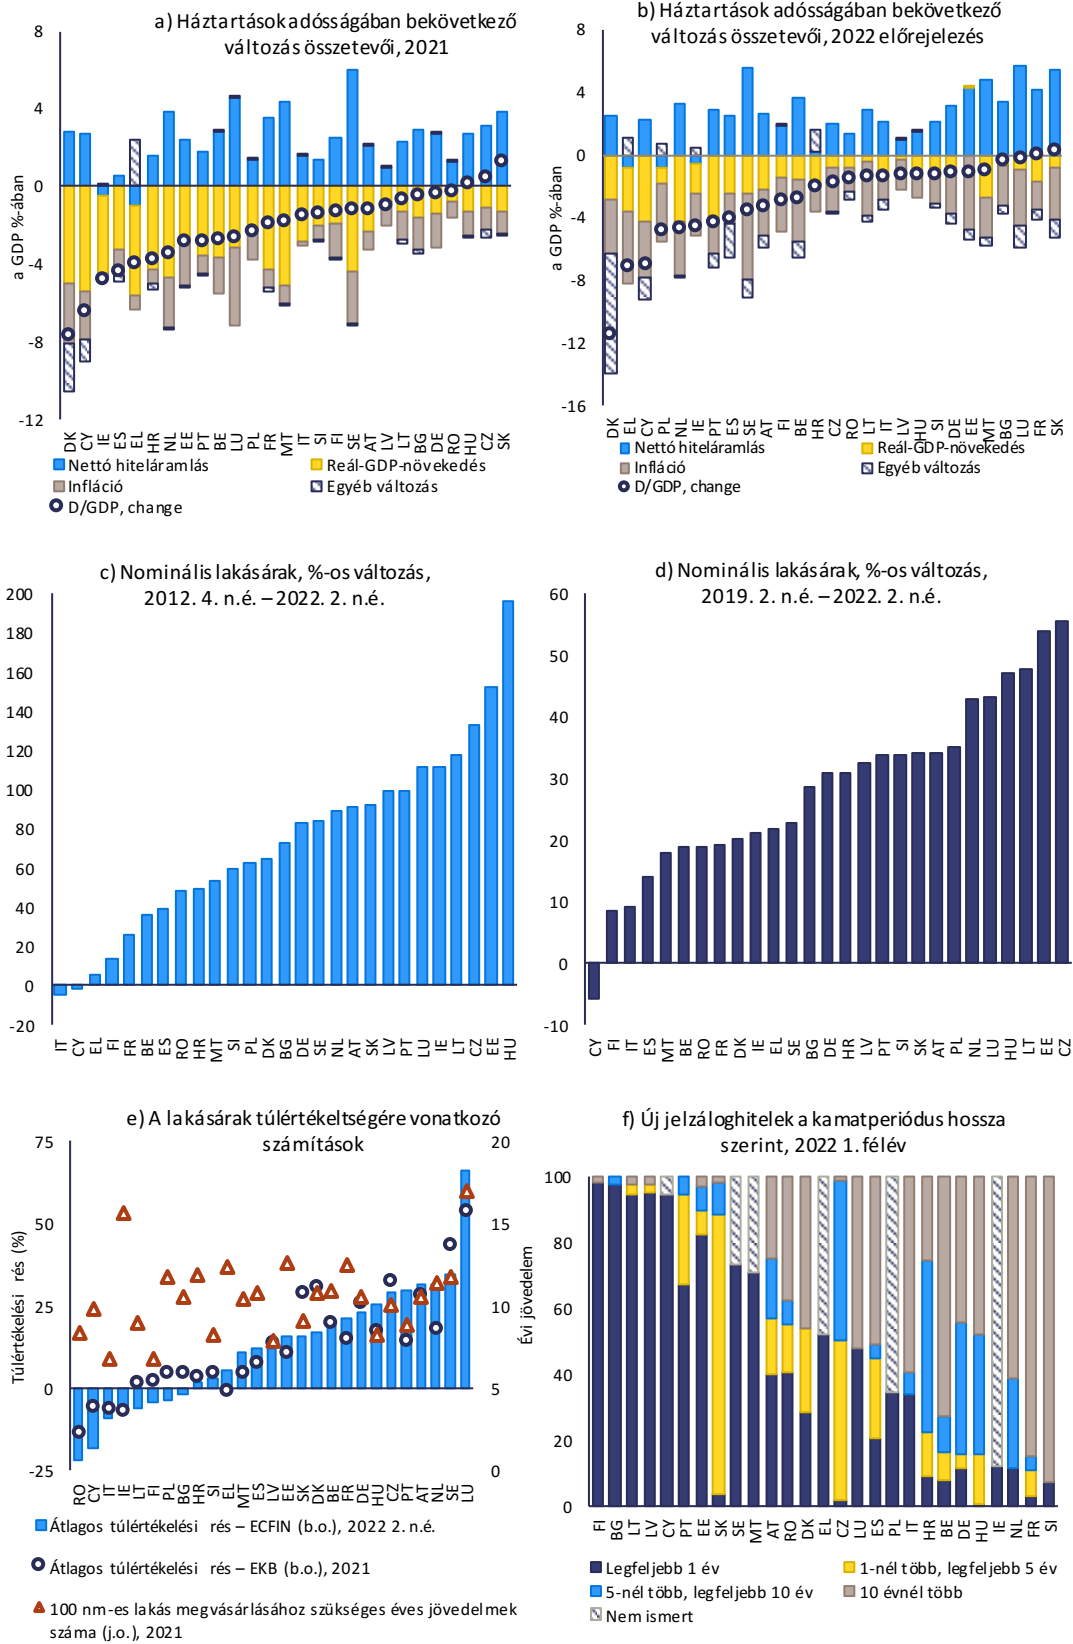 a) Háztartások adósságában bekövetkező
változás összetevői, 2021
8
4
0
-4
-8
-12
a GDP %-ában
DK CY IE ES EL HR NL EE PT BE LU PL FR MT IT SI FI SE AT LV LT BG DE RO HU CZ SK
Nettó hiteláramlás
Reál-GDP-növekedés
Infláció
Egyéb változás
D/GDP, change
b) Háztartások adósságában bekövetkező
változás összetevői, 2022 előrejelezés
8
4
0
-4
-8
-12
-16
a GDP %-ában
DK EL CY PL NL IE PT ES SE AT FI BE HR CZ RO LT IT LV HU SI DE EE MT BG LU FR SK
Nettó hiteláramlás
Reál-GDP-növekedés
Infláció
Egyéb változás
D/GDP, change
c) Nominális lakásárak, %-os változás,
2012. 4. n.é. – 2022. 2. n.é.
200
180
160
140
120
100
80
60
40
20
0
-20
IT CY EL FI FR BE ES RO HR MT SI PL DK BG DE SE NL AT SK LV PT LU IE LT CZ EE HU
d) Nominális lakásárak, %-os változás,
2019. 2. n.é. – 2022. 2. n.é.
60
50
40
30
20
10
0
-10
CY FI IT ES MT BE RO FR DK IE EL SE BG DE HR LV PT SI SK AT PL NL LU HU LT EE CZ
e) A lakásárak túlértékeltségére vonatkozó
számítások
75
50
25
0
-25
Túlértékelési rés (%)
20
15
10
5
0
Évi jövedelem
RO CY IT IE LT FI PL BG HR SI EL MT ES LV EE SK DK BE FR DE HU CZ PT AT NL SE LU
Átlagos túlértékelési rés – ECFIN (b.o.), 2022 2. n.é.
Átlagos túlértékelési rés – EKB (b.o.), 2021
100 nm-es lakás megvásárlásához szükséges éves jövedelmek
száma (j.o.), 2021
f) Új jelzáloghitelek a kamatperiódus hossza
szerint, 2022 1. félév
100
80
60
40
20
0
FI BG LT LV CY PT EE SK SE MT AT RO DK EL CZ LU ES PL IT HR BE DE HU IE NL FR SI
Legfeljebb 1 év
1-nél több, legfeljebb 5 év
5-nél több, legfeljebb 10 év
10 évnél több
Nem ismert